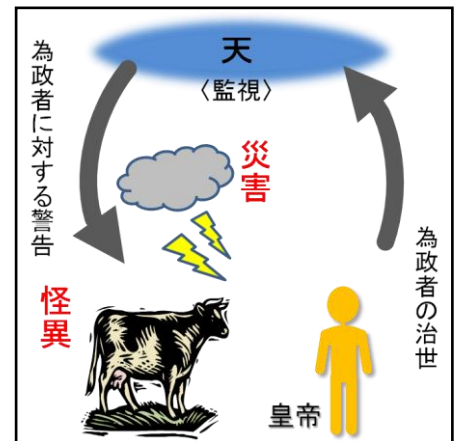 天
〈監視〉
為政者に対する警告
災害
怪異
為政者の治世
皇帝